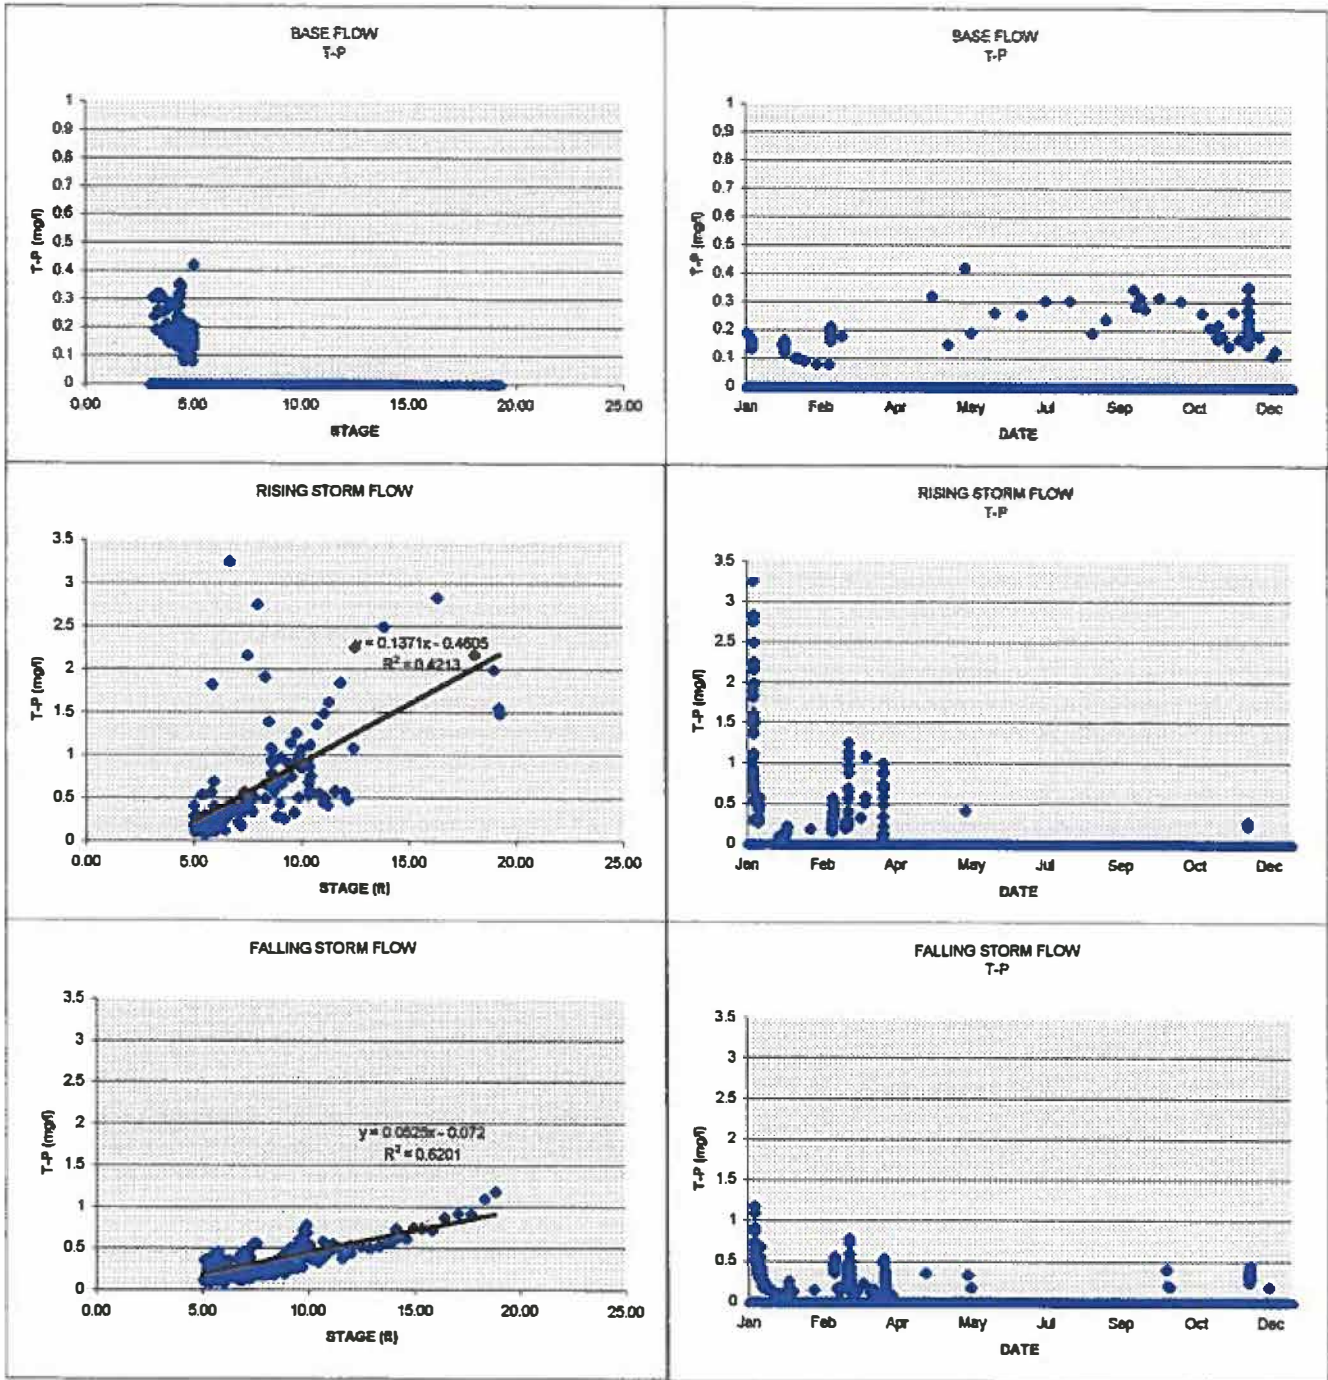 BASE FLOW
T-P
1
0.9
0.8
0.7
0.6
0.5
0.4
0.3
0.2
0.1
0
T-P (mg/l)
0.00 5.00 10.00 15.00 20.00 25.00
STAGE
BASE FLOW
T-P
1
0.9
0.8
0.7
0.6
0.5
0.4
0.3
0.2
0.1
0
T-P (mg/l)
Jan Feb Apr May Jul Sep Oct Dec
DATE
RISING STORM FLOW
3.5
3
2.5
2
1.5
1
0.5
0
T-P (mg/l)
y = 0.1371x - 0.4605
R² = 0.4213
0.00 5.00 10.00 15.00 20.00 25.00
STAGE (ft)
RISING STORM FLOW
T-P
3.5
3
2.5
2
1.5
1
0.5
0
T-P (mg/l)
Jan Feb Apr May Jul Sep Oct Dec
DATE
FALLING STORM FLOW
3.5
3
2.5
2
1.5
1
0.5
0
T-P (mg/l)
y = 0.0525x - 0.072
R² = 0.6201
0.00 5.00 10.00 15.00 20.00 25.00
STAGE (ft)
FALLING STORM FLOW
T-P
3.5
3
2.5
2
1.5
1
0.5
0
T-P (mg/l)
Jan Feb Apr May Jul Sep Oct Dec
DATE